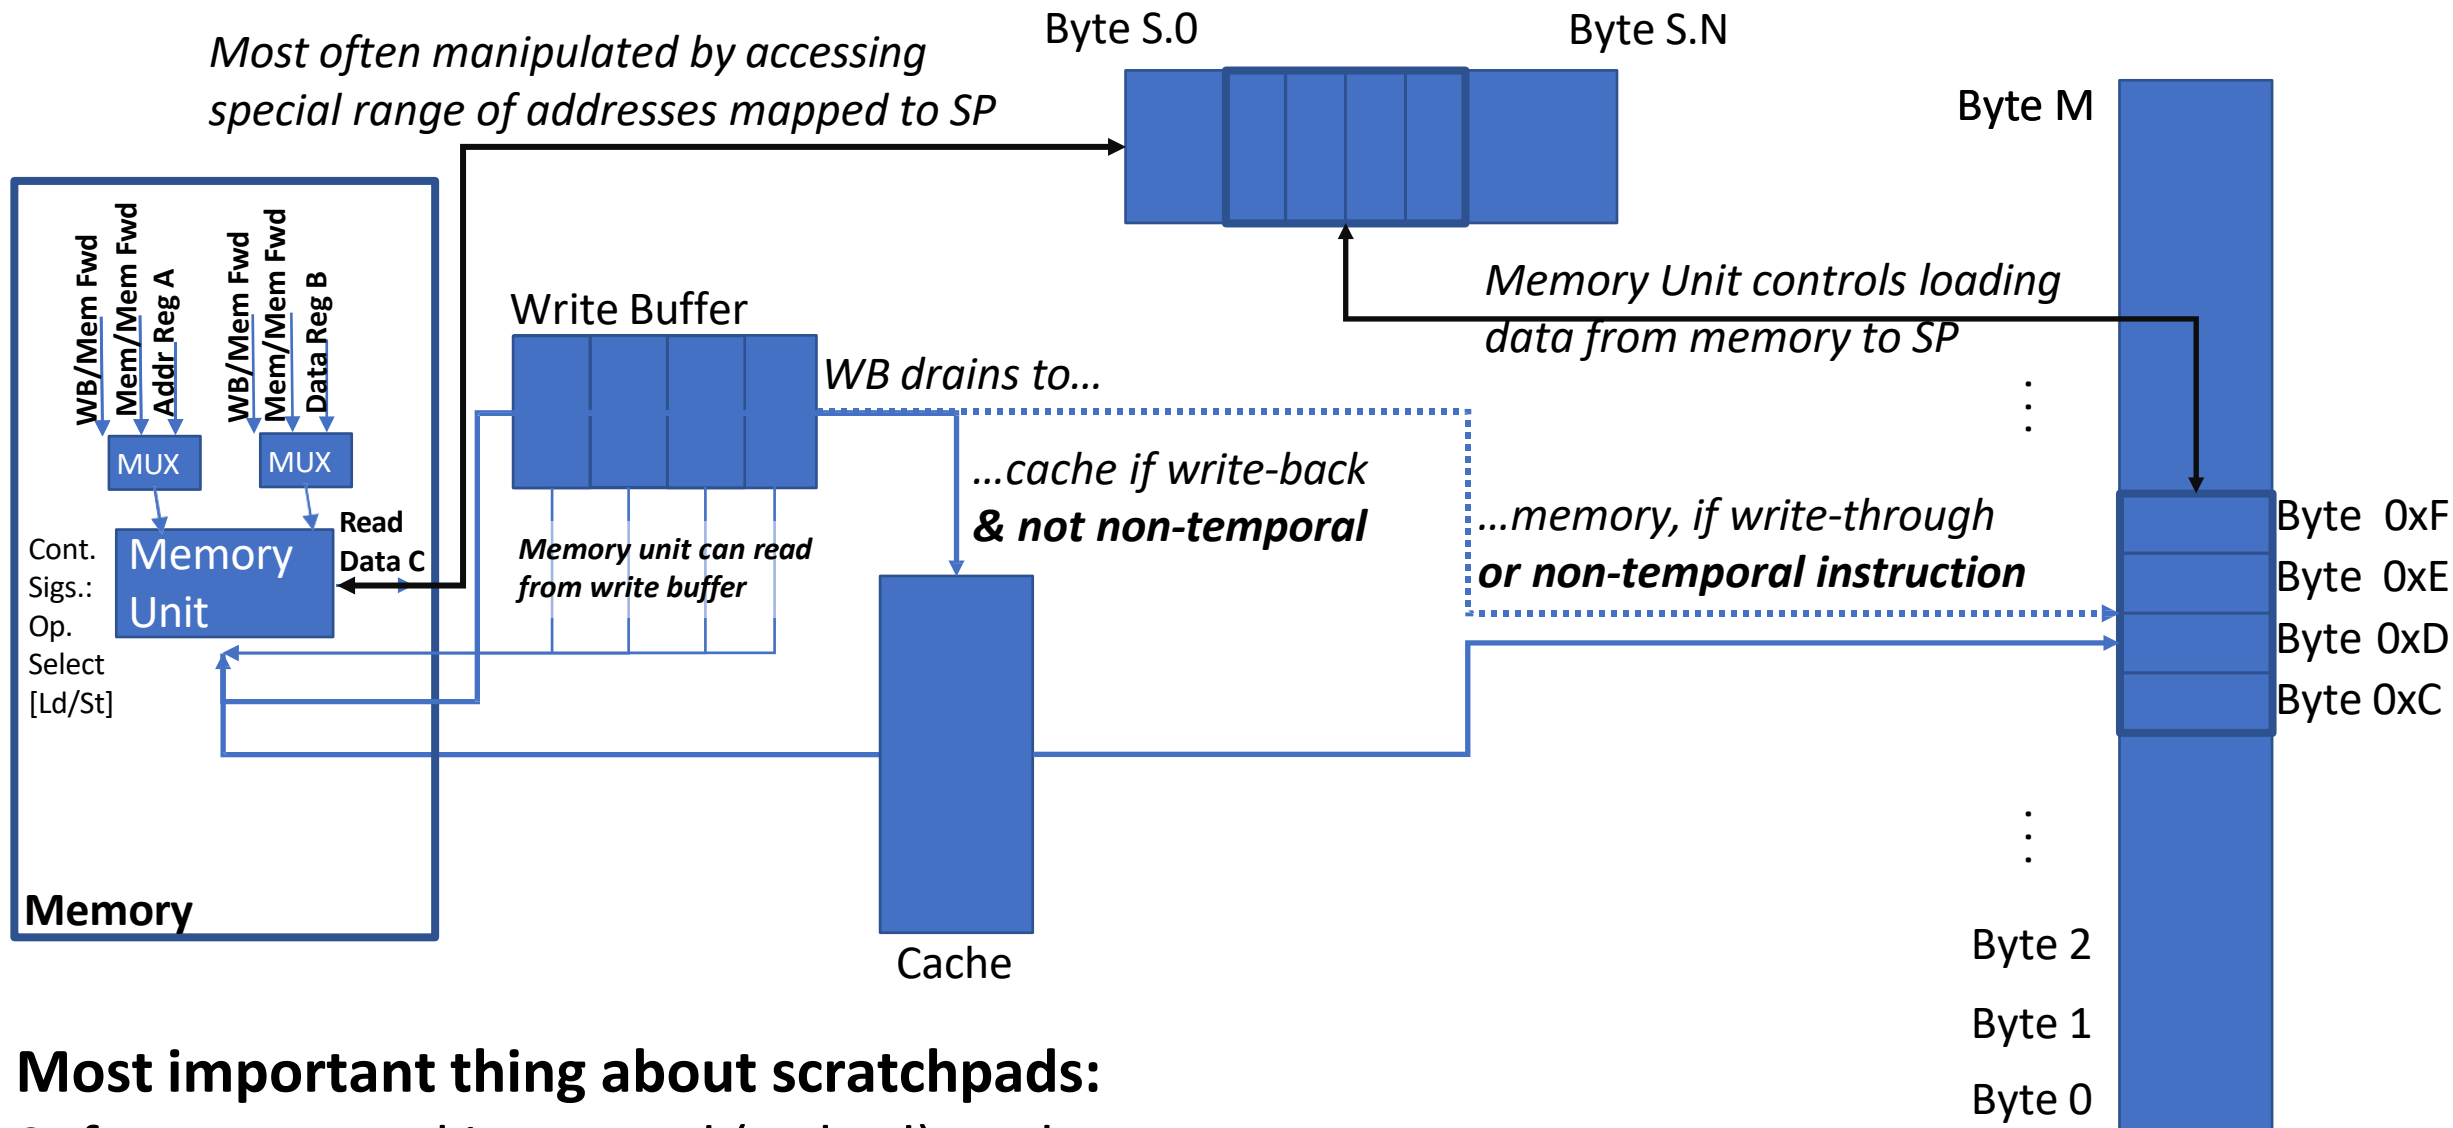 Byte S.0
Byte S.N
Most often manipulated by accessing
special range of addresses mapped to SP
Byte M
WB/Mem Fwd
Mem/Mem Fwd
Addr Reg A
WB/Mem Fwd
Mem/Mem Fwd
Data Reg B
Memory Unit controls loading
data from memory to SP
Write Buffer
WB drains to...
MUX
MUX
...cache if write-back
& not non-temporal
...memory, if write-through
or non-temporal instruction
Byte 0xF
Byte 0xE
Byte 0xD
Byte 0xC
Read
Data C
Cont.
Sigs.:
Op.
Select
[Ld/St]
Memory
Unit
Memory unit can read
from write buffer
⋮
⋮
Memory
Cache
Byte 2
Byte 1
Byte 0
Most important thing about scratchpads: